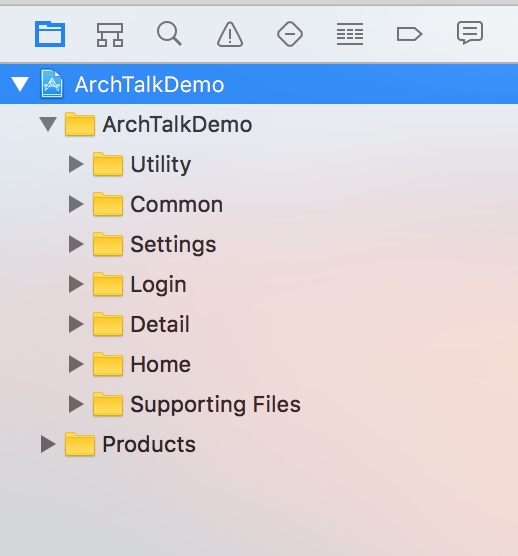 ArchTalkDemo
ArchTalkDemo
Utility
Common
Settings
Login
Detail
Home
Supporting Files
Products